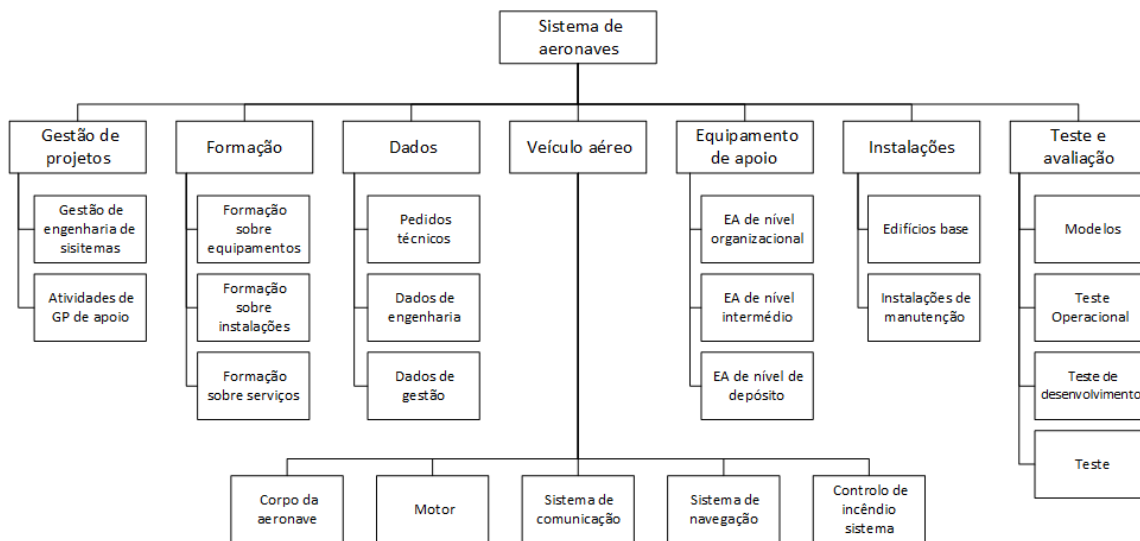 Sistema de
aeronaves
Gestão de
projetos
Formação
Dados
Veículo aéreo
Equipamento
de apoio
Instalações
Teste e
avaliação
Gestão de
engenharia de
sisitemas
Formação
sobre
equipamentos
Pedidos
técnicos
EA de nível
organizacional
Edifícios base
Modelos
Atividades de
GP de apoio
Formação
sobre
instalações
Dados de
engenharia
EA de nível
intermédio
Instalações de
manutenção
Teste
Operacional
Formação
sobre serviços
Dados de
gestão
EA de nível de
depósito
Teste de
desenvolvimento
Teste
Corpo da
aeronave
Motor
Sistema de
comunicação
Sistema de
navegação
Controlo de
incêndio
sistema